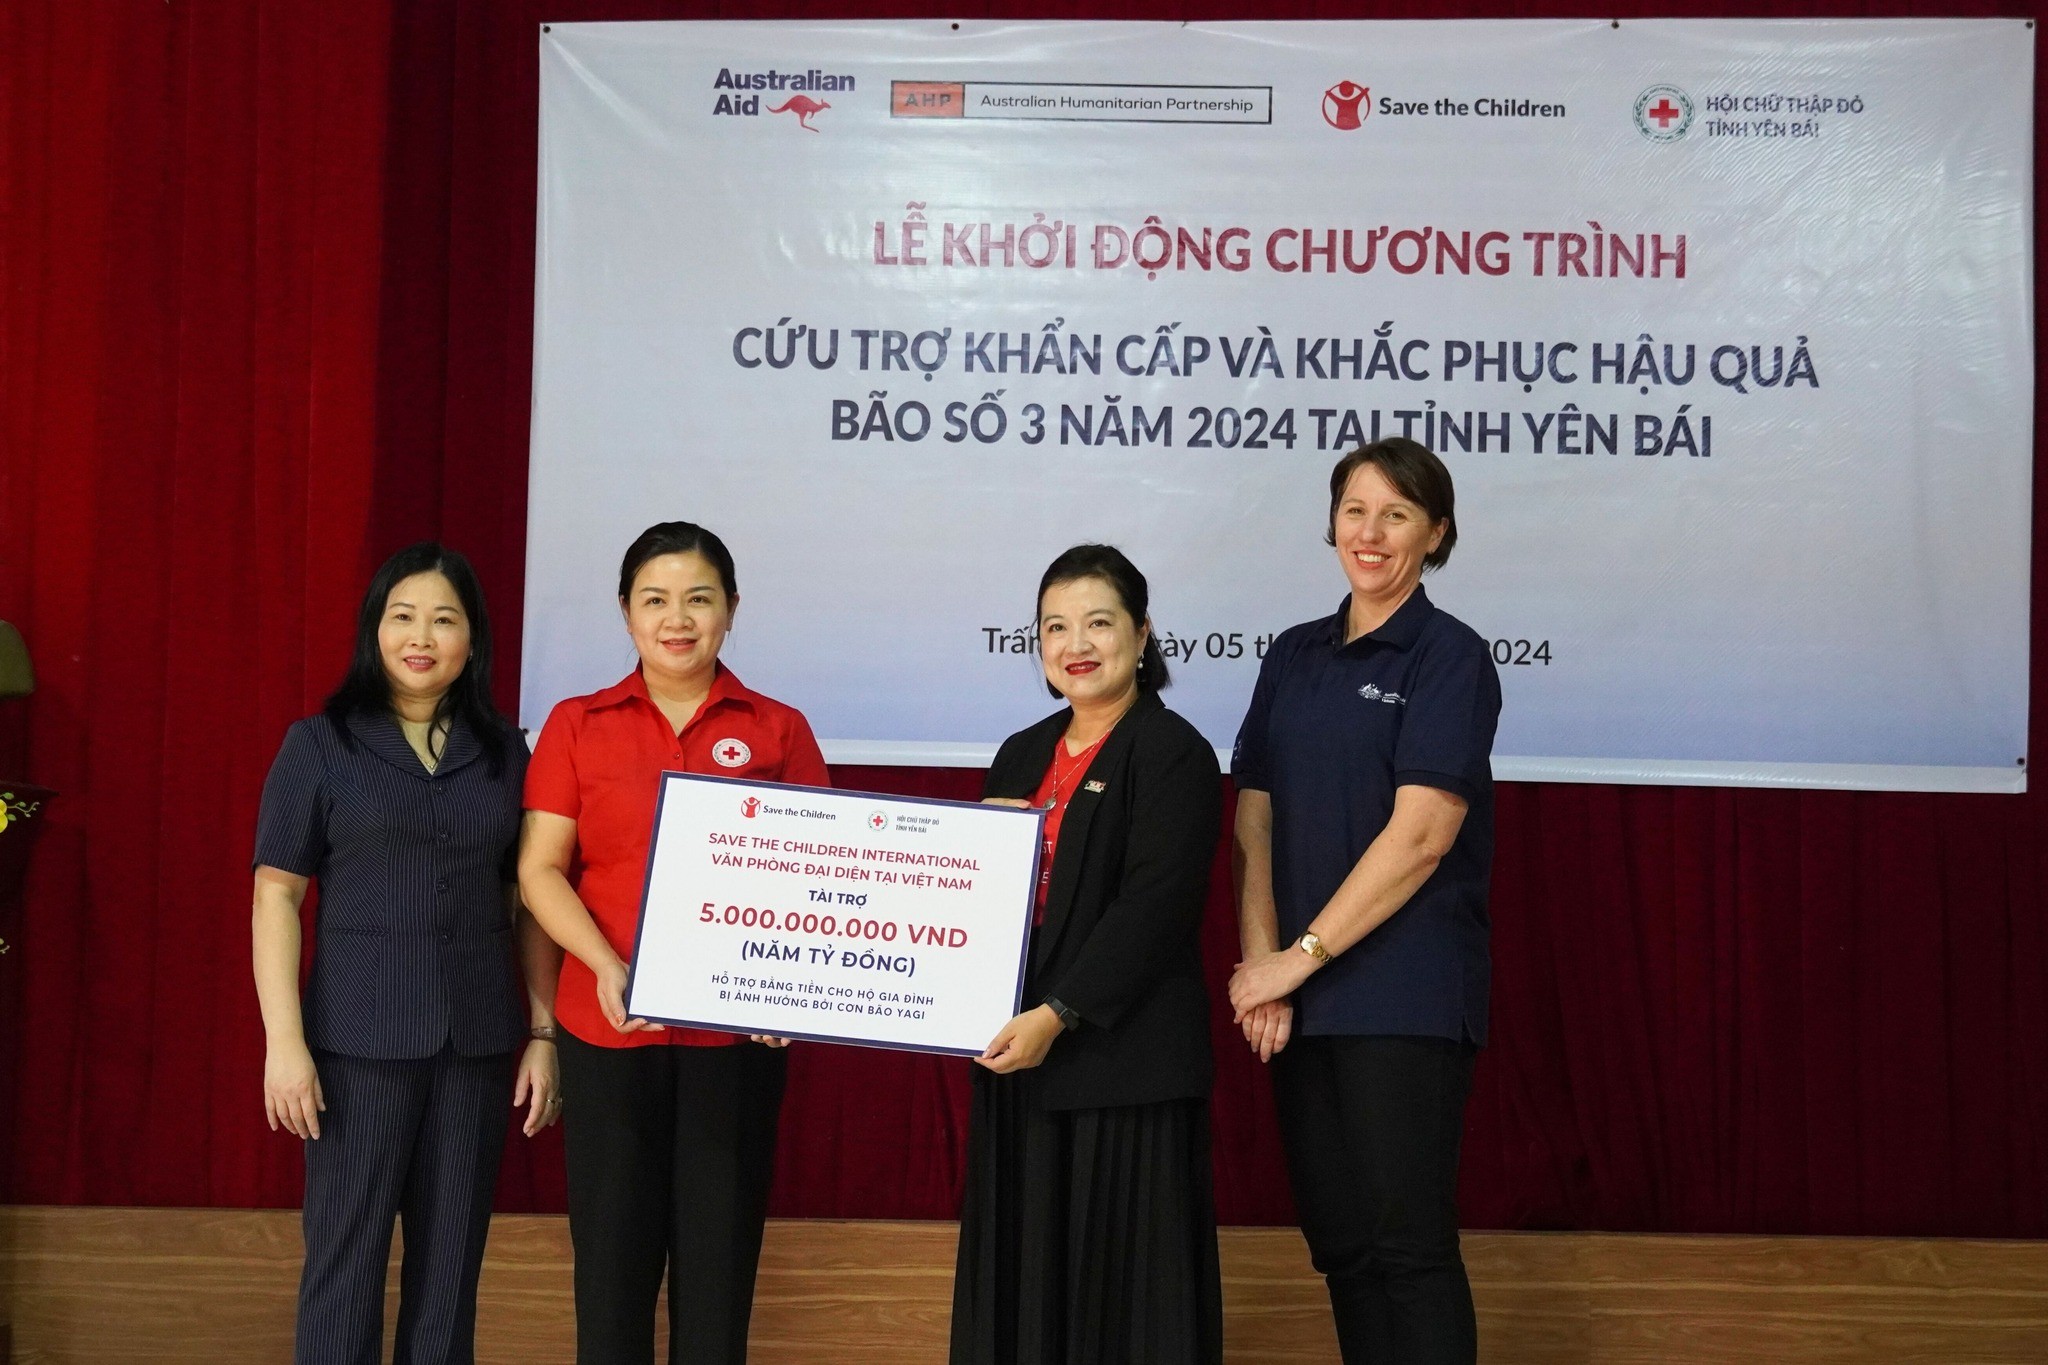 Australian
Aid
AHP Australian Humanitarian Partnership
Save the Children
HỘI CHỮ THẬP ĐỎ
TỈNH YÊN BÁI
LỄ KHỞI ĐỘNG CHƯƠNG TRÌNH
CỨU TRỢ KHẨN CẤP VÀ KHẮC PHỤC HẬU QUẢ
BÃO SỐ 3 NĂM 2024 TẠI TỈNH YÊN BÁI
05 2024
Save the Children
HỘI CHỮ THẬP ĐỎ
TỈNH YÊN BÁI
SAVE THE CHILDREN INTERNATIONAL
VĂN PHÒNG ĐẠI DIỆN TẠI VIỆT NAM
TÀI TRỢ
5.000.000.000 VND
(NĂM TỶ ĐỒNG)
HỖ TRỢ BẰNG TIỀN CHO HỘ GIA ĐÌNH
BỊ ẢNH HƯỞNG BỞI CƠN BÃO YAGI